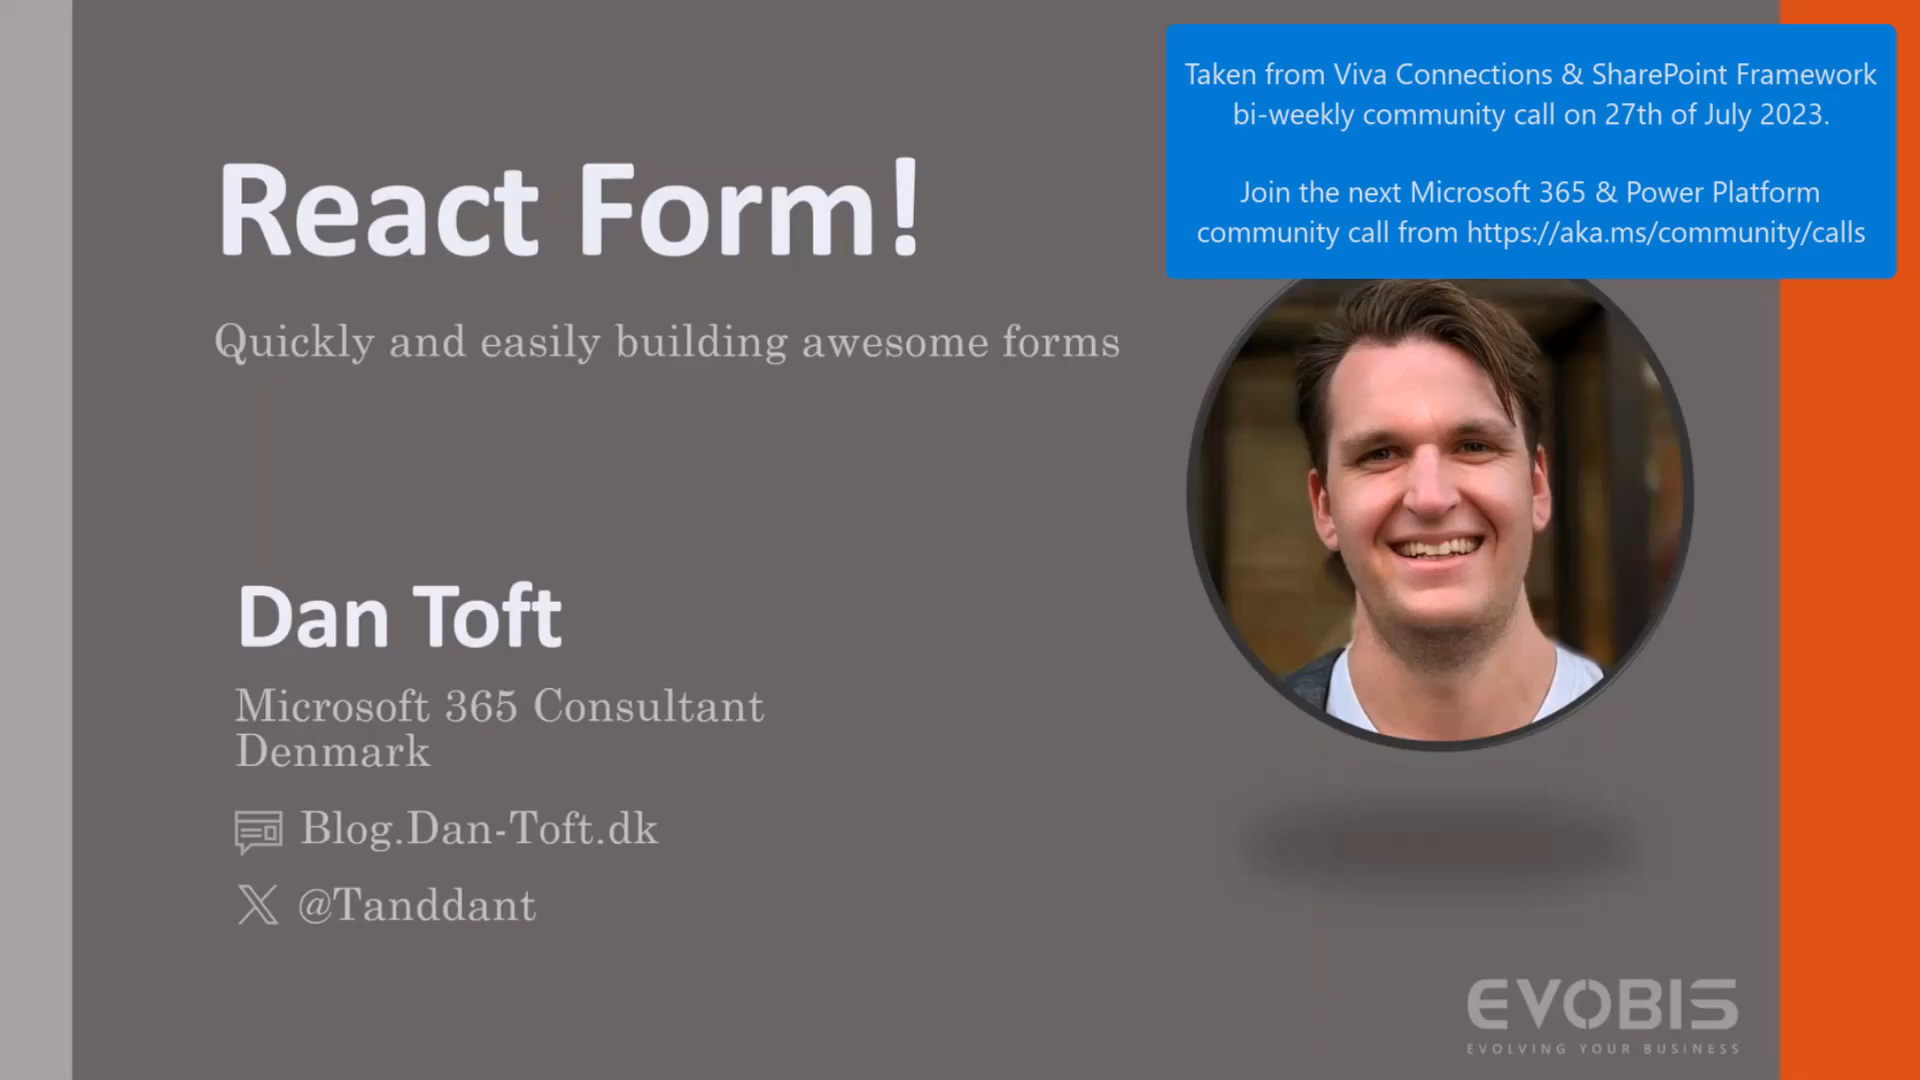 Taken from Viva Connections & SharePoint Framework
bi-weekly community call on 27th of July 2023.
Join the next Microsoft 365 & Power Platform
community call from https://aka.ms/community/calls
React Form!
Quickly and easily building awesome forms
Dan Toft
Microsoft 365 Consultant
Denmark
Blog.Dan-Toft.dk
@Tanddant
EVOBIS
EVOLVING YOUR BUSINESS